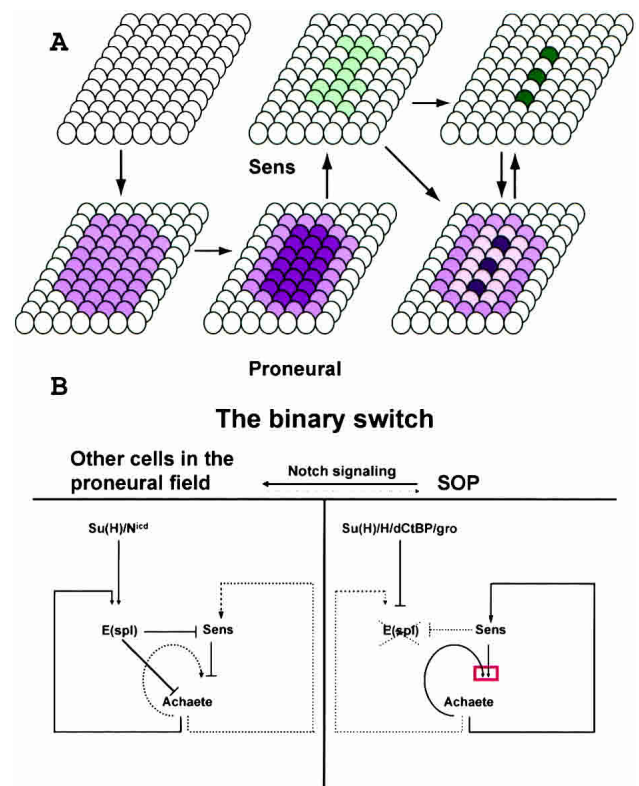 A
Sens
Proneural
B
The binary switch
Other cells in the
proneural field
Notch signaling
SOP
Su(H)/Nicd
E(spl)
Sens
Achaete
Su(H)/H/dCtBP/gro
E(spl)
Sens
Achaete